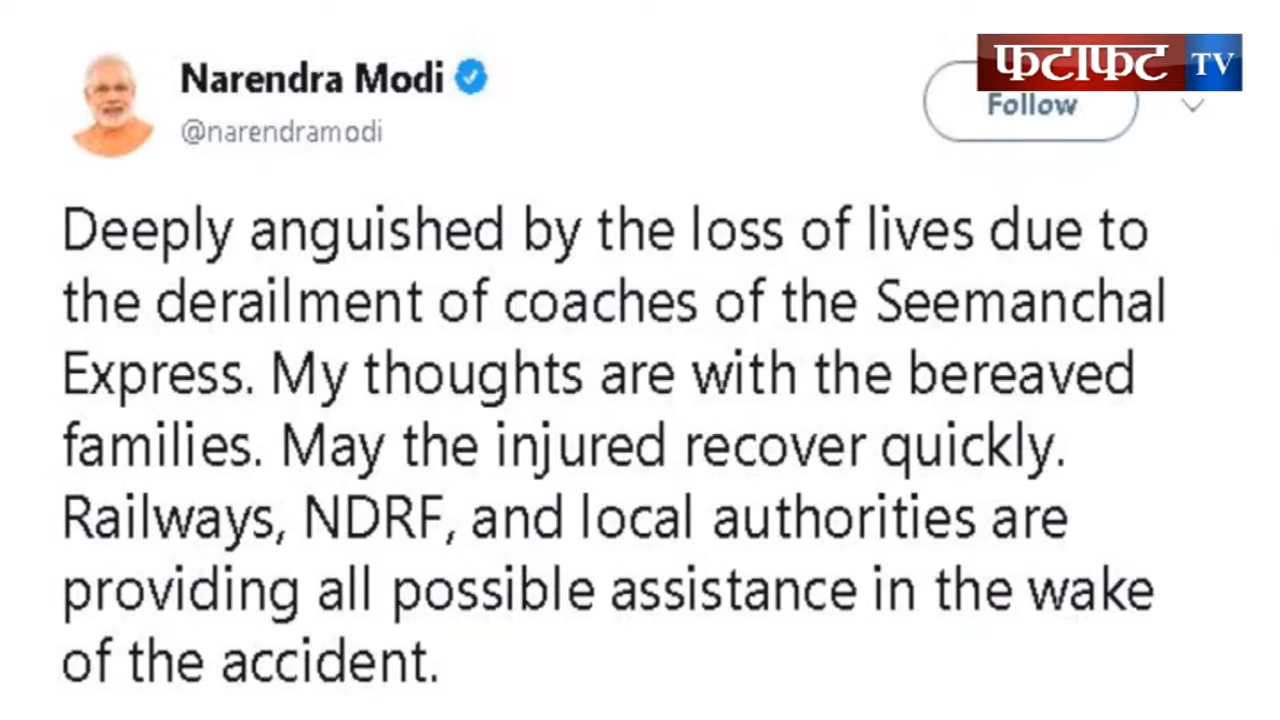 Narendra Modi
@narendramodi
फटाफट TV
Follow
Deeply anguished by the loss of lives due to
the derailment of coaches of the Seemanchal
Express. My thoughts are with the bereaved
families. May the injured recover quickly.
Railways, NDRF, and local authorities are
providing all possible assistance in the wake
of the accident.